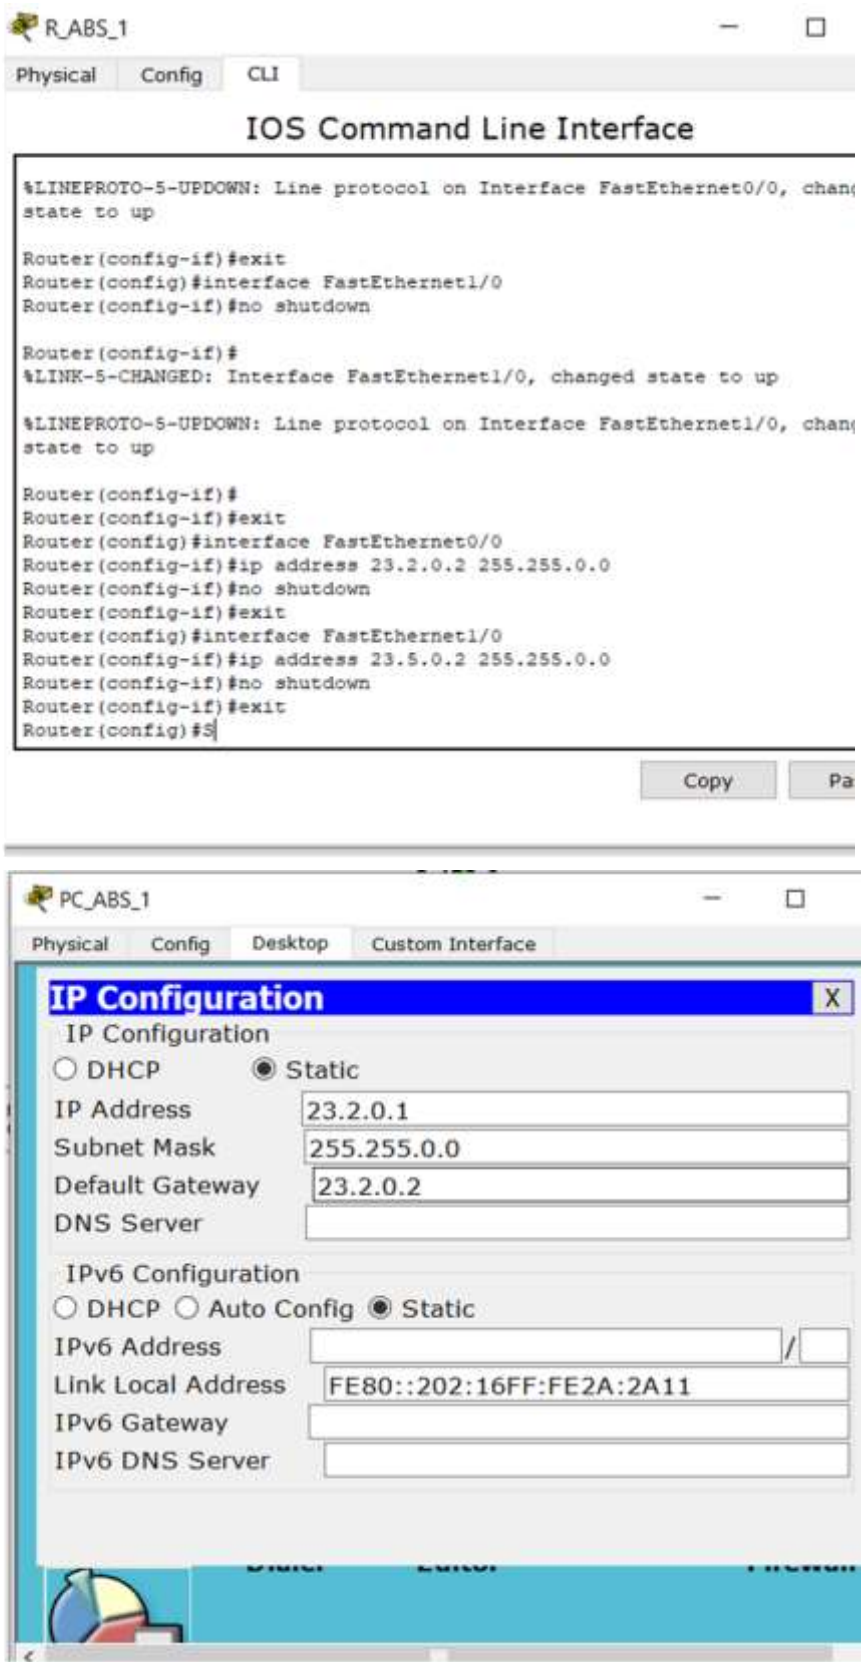 R_ABS_1
Physical Config CLI
IOS Command Line Interface
%LINEPROTO-5-UPDOWN: Line protocol on Interface FastEthernet0/0,
state to up
Router(config-if)#exit
Router(config)#interface FastEthernet1/0
Router(config-if)#no shutdown
Router(config-if)#
%LINK-5-CHANGED: Interface FastEthernet1/0, changed state to up
%LINEPROTO-5-UPDOWN: Line protocol on Interface FastEthernet1/0,
state to up
Router(config-if)#
Router(config-if)#exit
Router(config)#interface FastEthernet0/0
Router(config-if)#ip address 23.2.0.2 255.255.0.0
Router(config-if)#no shutdown
Router(config-if)#exit
Router(config)#interface FastEthernet1/0
Router(config-if)#ip address 23.5.0.2 255.255.0.0
Router(config-if)#no shutdown
Router(config-if)#exit
Router(config)#S
Copy Pa
PC_ABS_1
Physical Config Desktop Custom Interface
IP Configuration X
IP Configuration
DHCP Static
IP Address 23.2.0.1
Subnet Mask 255.255.0.0
Default Gateway 23.2.0.2
DNS Server
IPv6 Configuration
DHCP Auto Config Static
IPv6 Address /
Link Local Address FE80::202:16FF:FE2A:2A11
IPv6 Gateway
IPv6 DNS Server